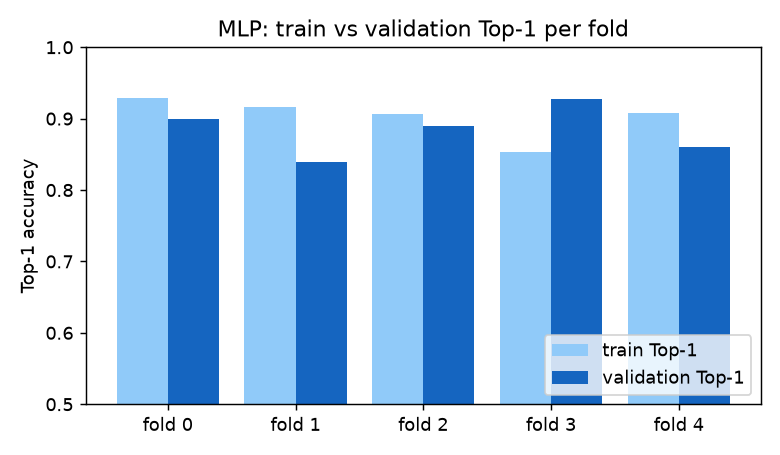 MLP: train vs validation Top-1 per fold
Top-1 accuracy
1.0
0.9
0.8
0.7
0.6
0.5
train Top-1
validation Top-1
fold 0 fold 1 fold 2 fold 3 fold 4